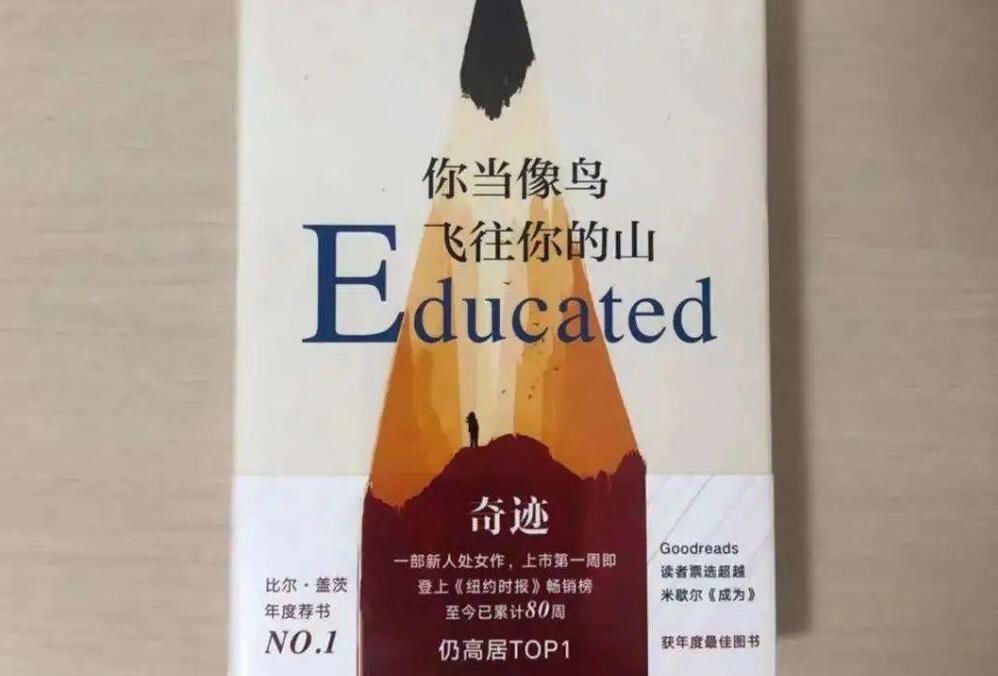 你当像鸟
飞往你的山
Educated
奇迹
一部新人处女作，上市第一周即
登上《纽约时报》畅销榜
至今已累计80周
仍高居TOP1
比尔·盖茨
年度荐书
NO.1
Goodreads
读者票选超越
米歇尔《成为》
获年度最佳图书